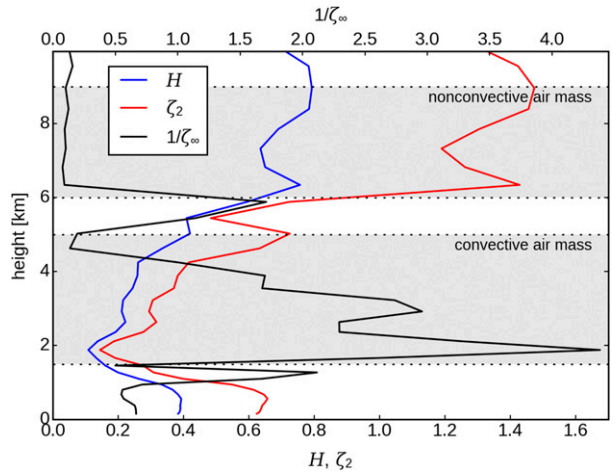 1/ζ∞
0.0 0.5 1.0 1.5 2.0 2.5 3.0 3.5 4.0
H
ζ2
1/ζ∞
nonconvective air mass
convective air mass
height [km]
8
6
4
2
0
0.0 0.2 0.4 0.6 0.8 1.0 1.2 1.4 1.6
H, ζ2